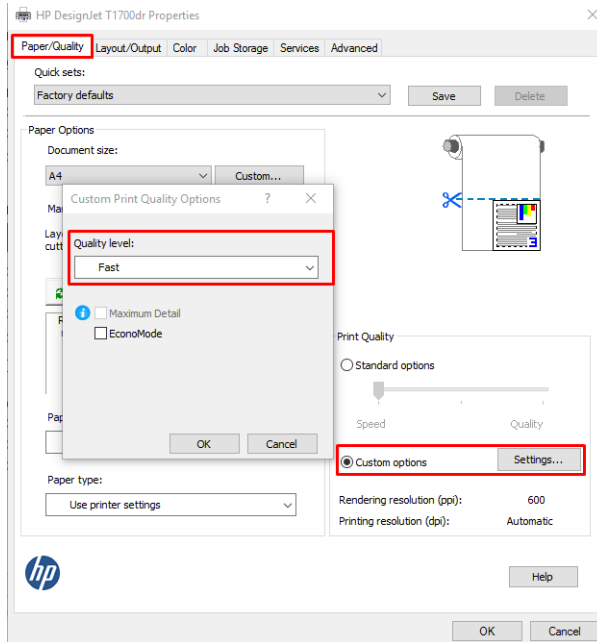 HP DesignJet T1700dr Properties
Paper/Quality Layout/Output Color Job Storage Services Advanced
Quick sets:
Factory defaults
Save Delete
Paper Options
Document size:
A4
Custom...
Custom Print Quality Options ?
Quality level:
Fast
Maximum Detail
EconoMode
OK Cancel
Print Quality
Standard options
Speed Quality
Custom options Settings...
Paper type:
Use printer settings
Rendering resolution (ppi): 600
Printing resolution (dpi): Automatic
hp
Help
OK Cancel